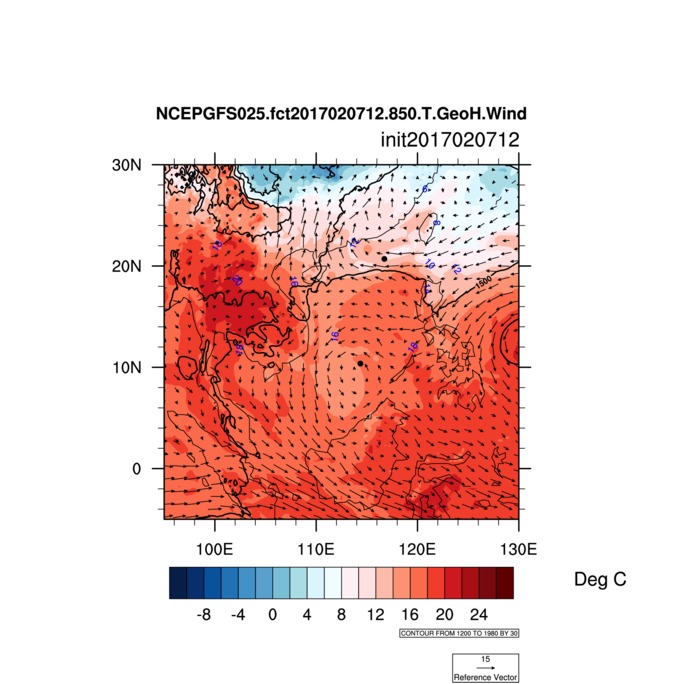 NCEPGFS025.fct2017020712.850.T.GeoH.Wind
init2017020712
30N
20N
10N
0
1500
100E 110E 120E 130E
-8 -4 0 4 8 12 16 20 24
Deg C
CONTOUR FROM 1200 TO 1980 BY 30
15
Reference Vector